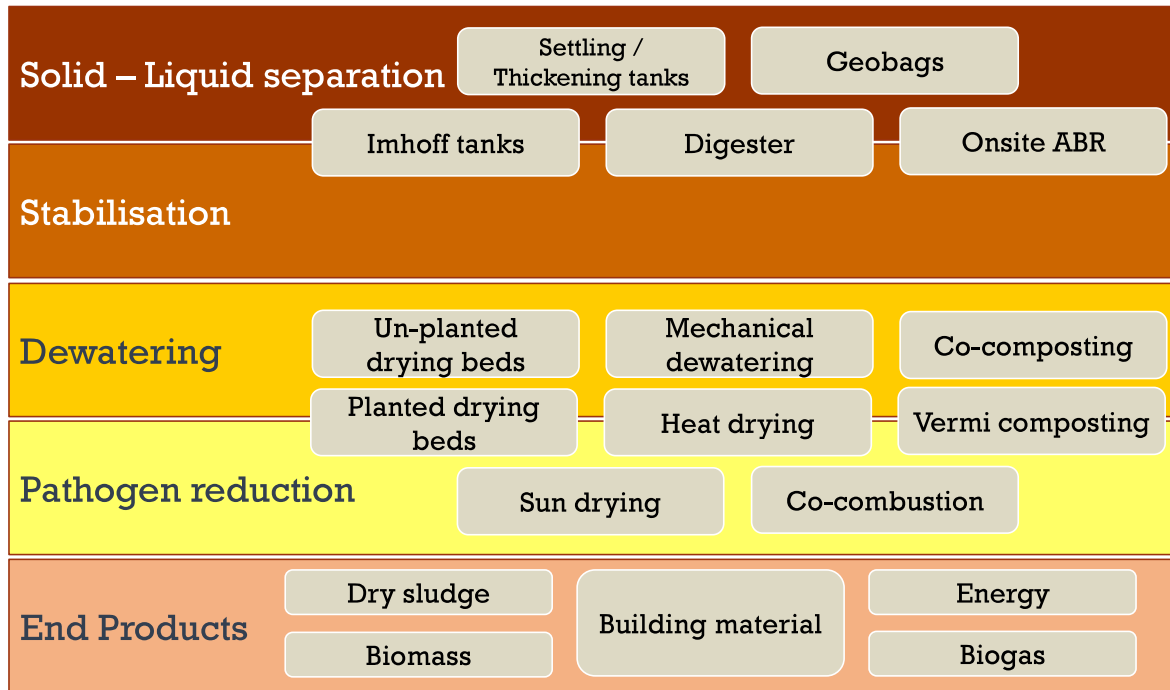 Solid – Liquid separation
Settling /
Thickening tanks
Geobags
Imhoff tanks
Digester
Onsite ABR
Stabilisation
Dewatering
Un-planted
drying beds
Mechanical
dewatering
Co-composting
Planted drying
beds
Heat drying
Vermi composting
Pathogen reduction
Sun drying
Co-combustion
End Products
Dry sludge
Building material
Energy
Biomass
Biogas